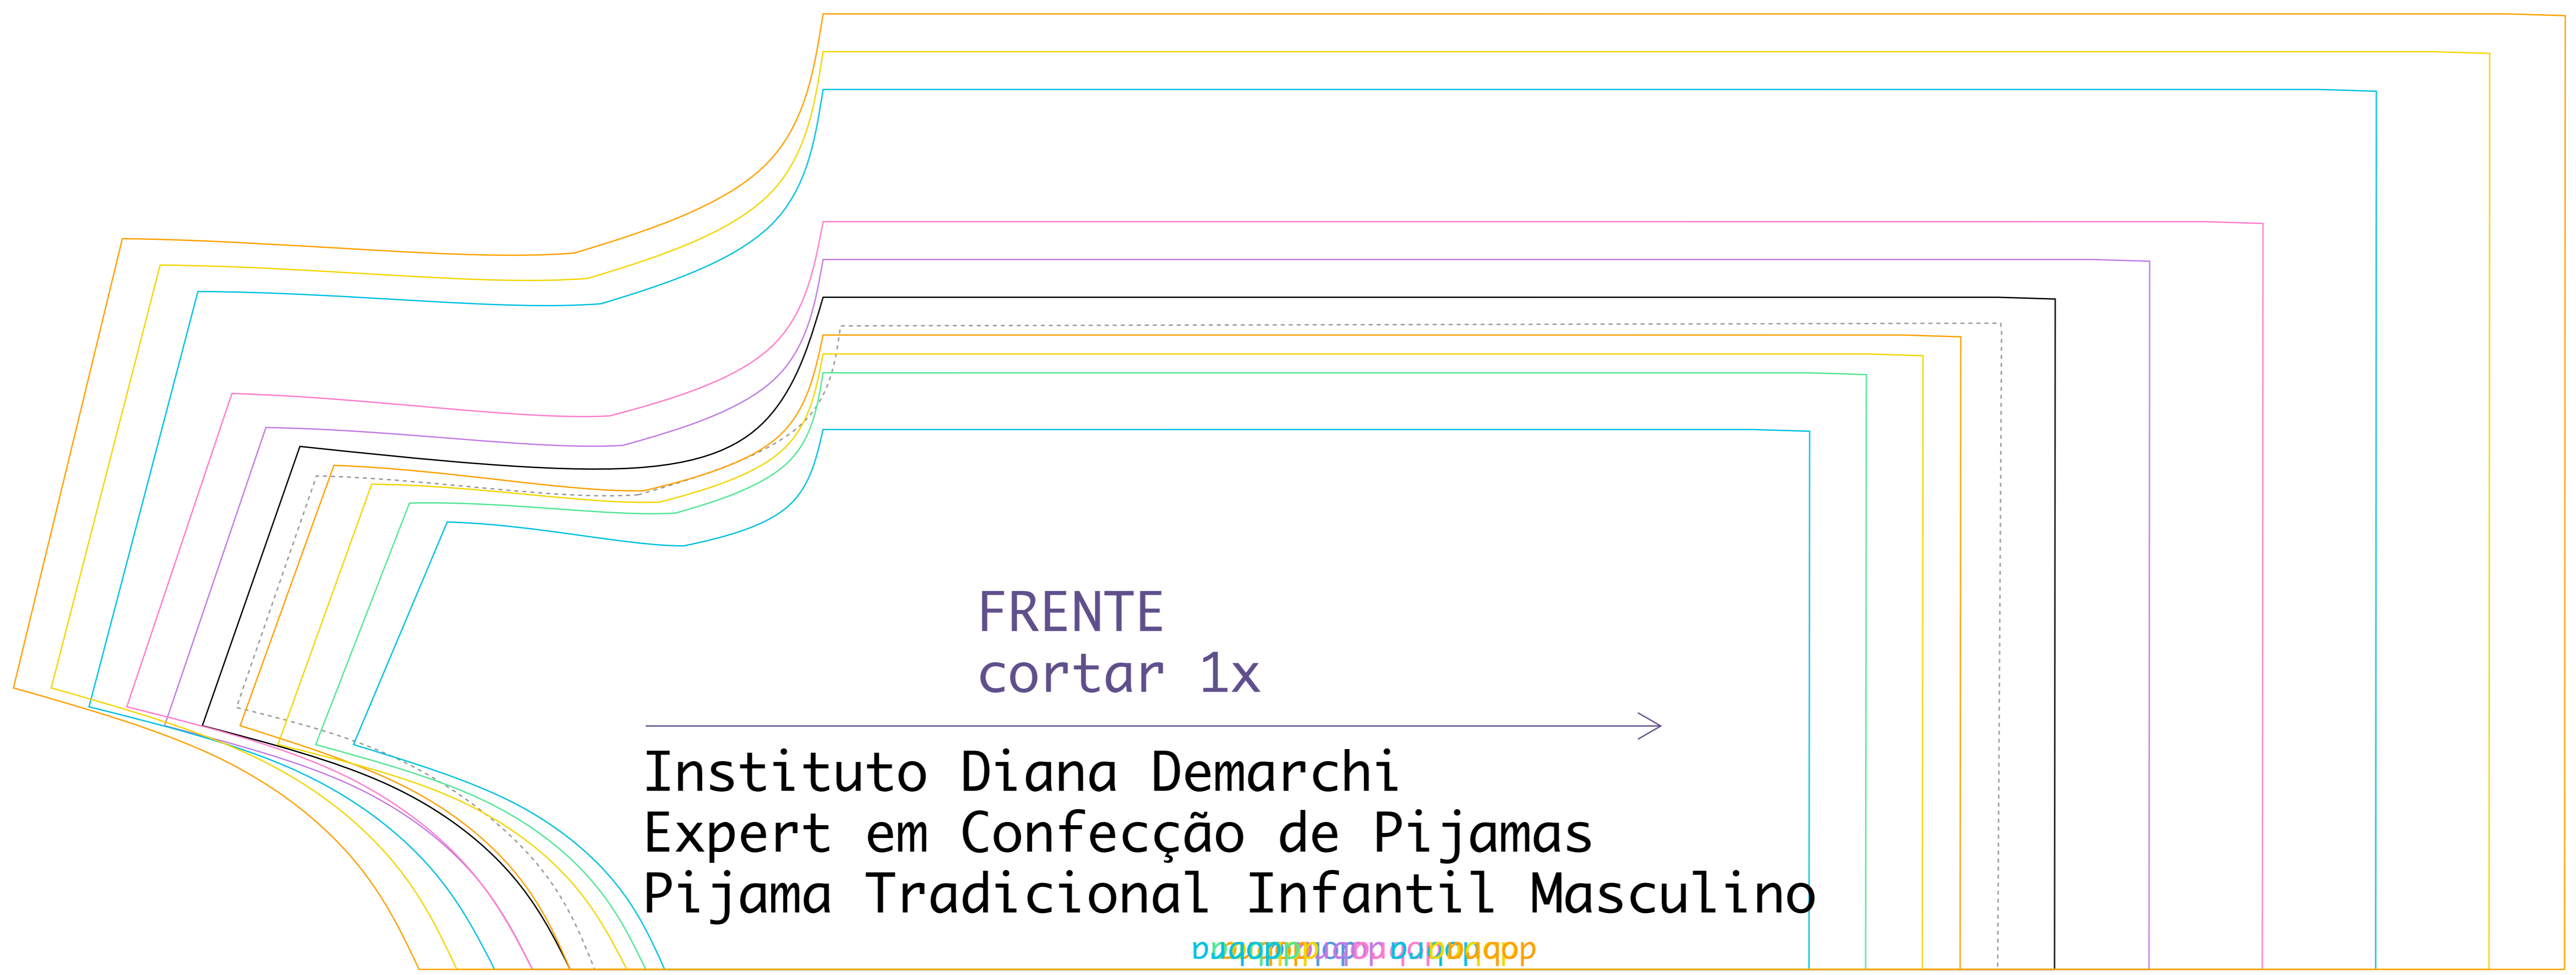 FRENTE
cortar 1x
Instituto Diana Demarchi
Expert em Confecção de Pijamas
Pijama Tradicional Infantil Masculino